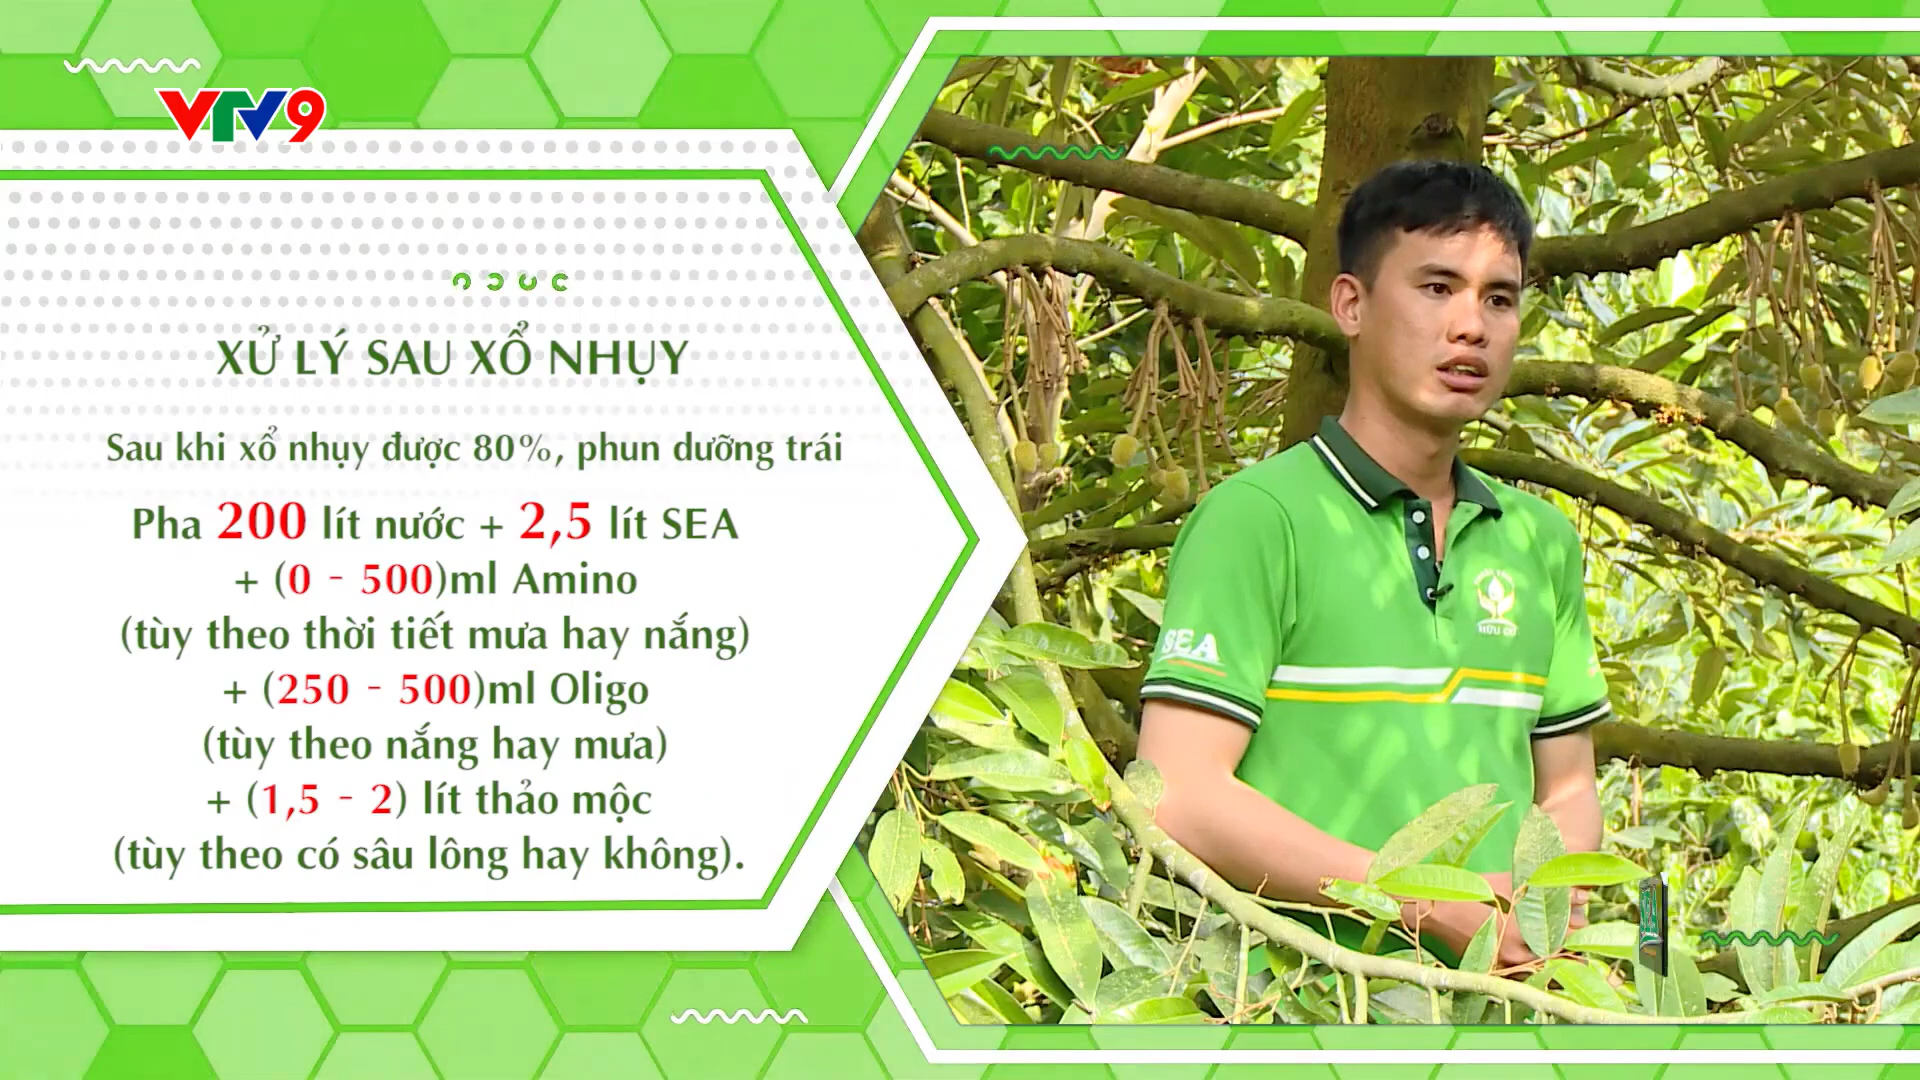 VTV9
XỬ LÝ SAU XỔ NHỤY
Sau khi xổ nhụy được 80%, phun dưỡng trái
Pha 200 lít nước + 2,5 lít SEA
+ (0 - 500)ml Amino
(tùy theo thời tiết mưa hay nắng)
+ (250 - 500)ml Oligo
(tùy theo nắng hay mưa)
+ (1,5 - 2) lít thảo mộc
(tùy theo có sâu lông hay không).
SEA